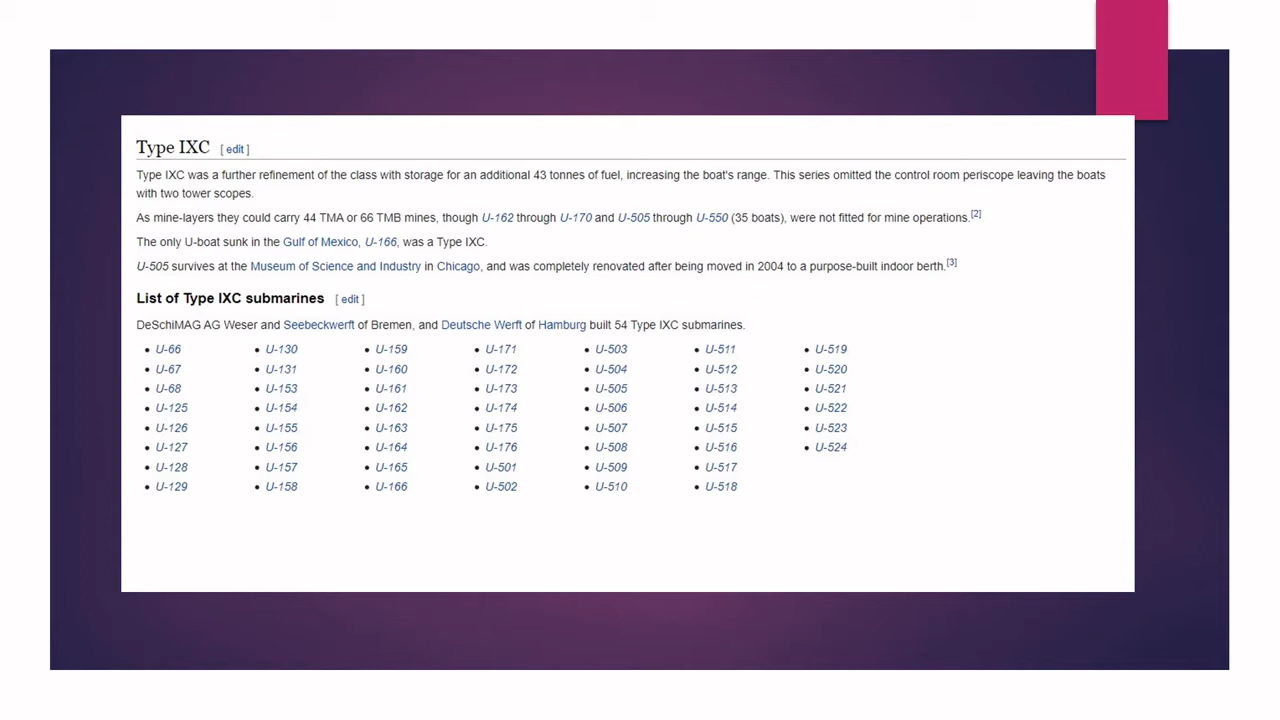 Type IXC [ edit ]
Type IXC was a further refinement of the class with storage for an additional 43 tonnes of fuel, increasing the boat's range. This series omitted the control room periscope leaving the boats
with two tower scopes.
As mine-layers they could carry 44 TMA or 66 TMB mines, though U-162 through U-170 and U-505 through U-550 (35 boats), were not fitted for mine operations.[2]
The only U-boat sunk in the Gulf of Mexico, U-166, was a Type IXC.
U-505 survives at the Museum of Science and Industry in Chicago, and was completely renovated after being moved in 2004 to a purpose-built indoor berth.[3]
List of Type IXC submarines [ edit ]
DeSchiMAG AG Weser and Seebeckwerft of Bremen, and Deutsche Werft of Hamburg built 54 Type IXC submarines.
• U-66 • U-130 • U-159 • U-171 • U-503 • U-511 • U-519
• U-67 • U-131 • U-160 • U-172 • U-504 • U-512 • U-520
• U-68 • U-153 • U-161 • U-173 • U-505 • U-513 • U-521
• U-125 • U-154 • U-162 • U-174 • U-506 • U-514 • U-522
• U-126 • U-155 • U-163 • U-175 • U-507 • U-515 • U-523
• U-127 • U-156 • U-164 • U-176 • U-508 • U-516 • U-524
• U-128 • U-157 • U-165 • U-501 • U-509 • U-517
• U-129 • U-158 • U-166 • U-502 • U-510 • U-518